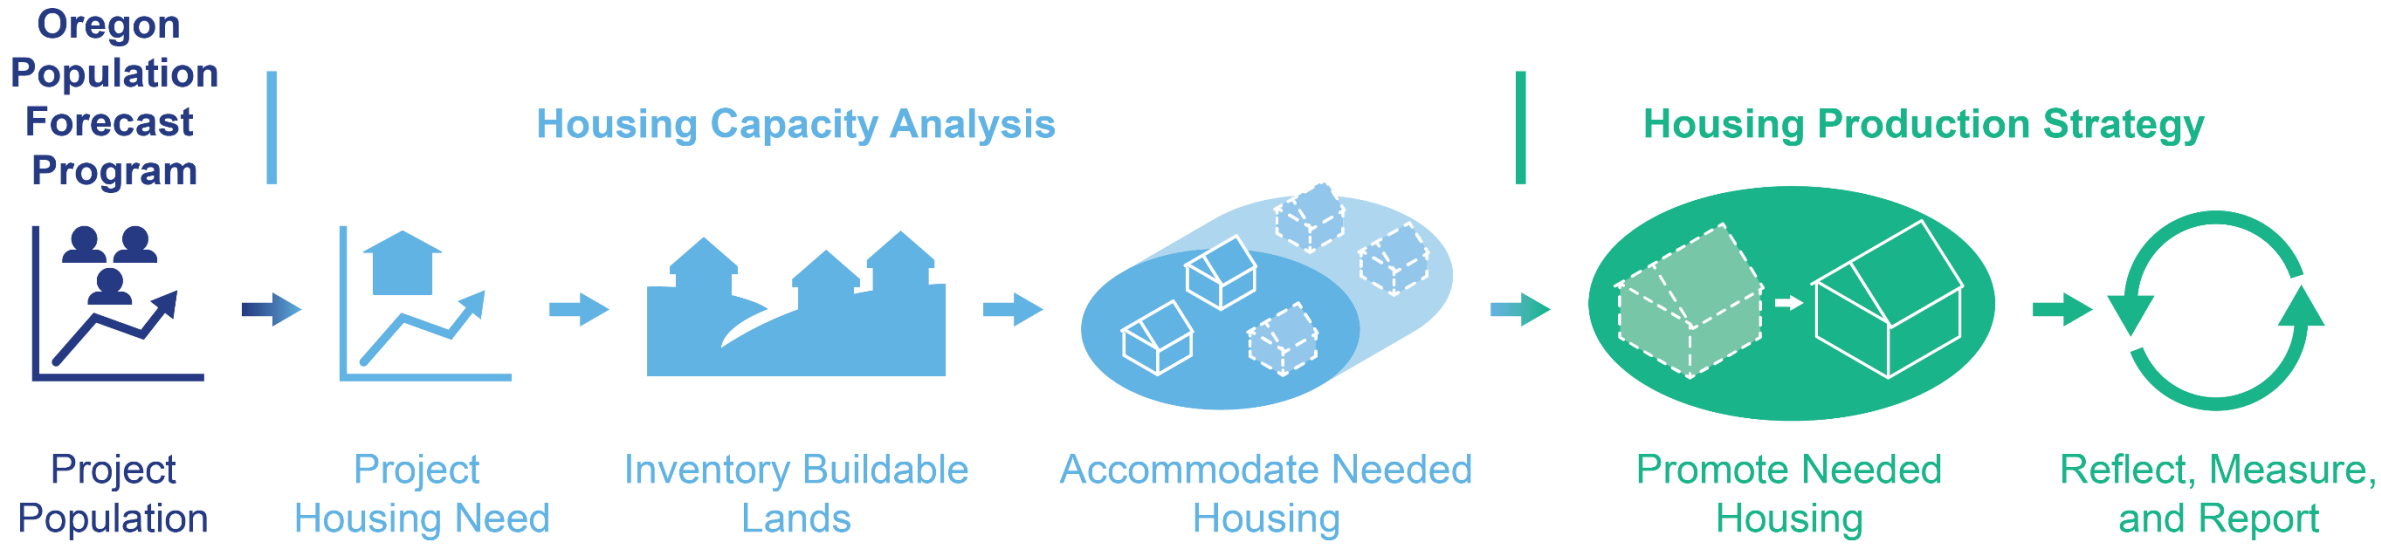 Oregon
Population
Forecast
Program
Housing Capacity Analysis
Housing Production Strategy
Project
Population
Project
Housing Need
Inventory Buildable
Lands
Accommodate Needed
Housing
Promote Needed
Housing
Reflect, Measure,
and Report